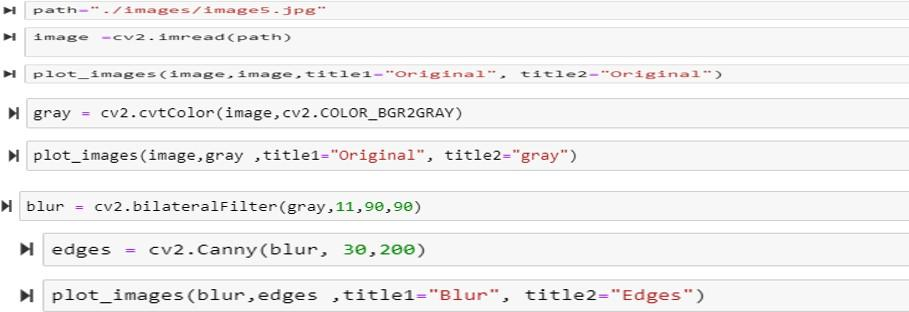 path="./images/image5.jpg"
image =cv2.imread(path)
plot_images(image,image,title1="Original", title2="Original")
gray = cv2.cvtColor(image,cv2.COLOR_BGR2GRAY)
plot_images(image,gray ,title1="Original", title2="gray")
blur = cv2.bilateralFilter(gray,11,90,90)
edges = cv2.Canny(blur, 30,200)
plot_images(blur,edges ,title1="Blur", title2="Edges")